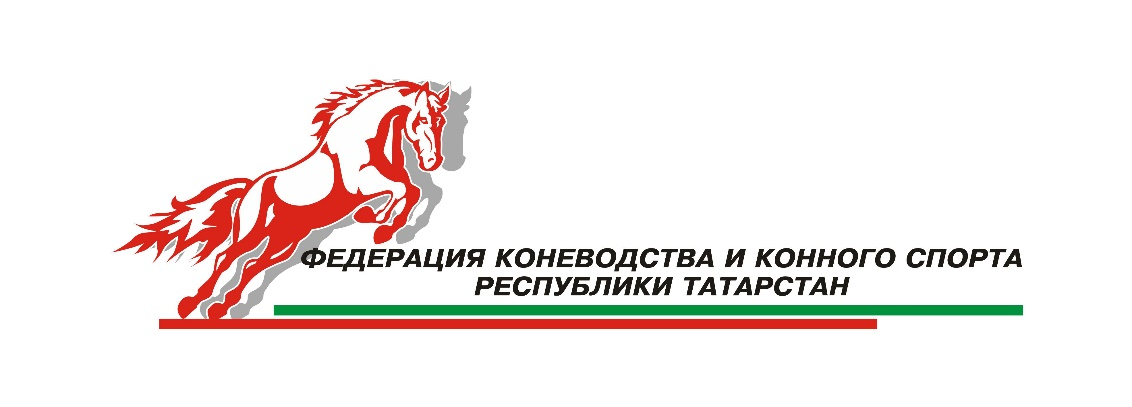 ФЕДЕРАЦИЯ КОНЕВОДСТВА И КОННОГО СПОРТА
РЕСПУБЛИКИ ТАТАРСТАН